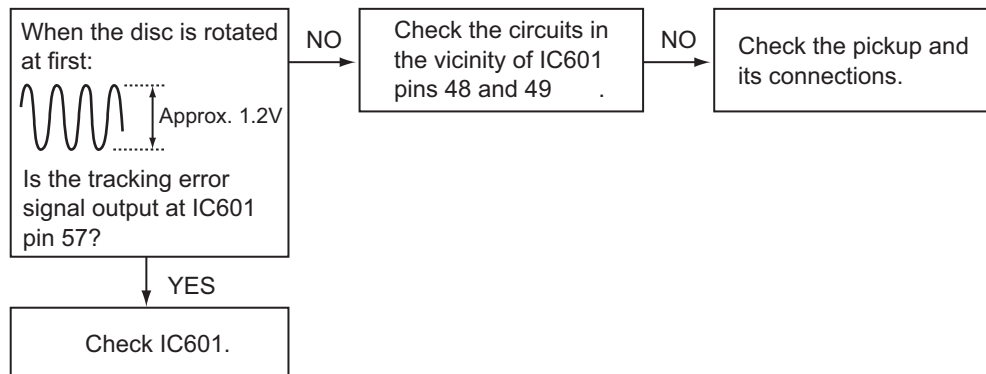 When the disc is rotated
at first:
Approx. 1.2V
Is the tracking error
signal output at IC601
pin 57?
NO
Check the circuits in
the vicinity of IC601
pins 48 and 49 .
NO
Check the pickup and
its connections.
YES
Check IC601.